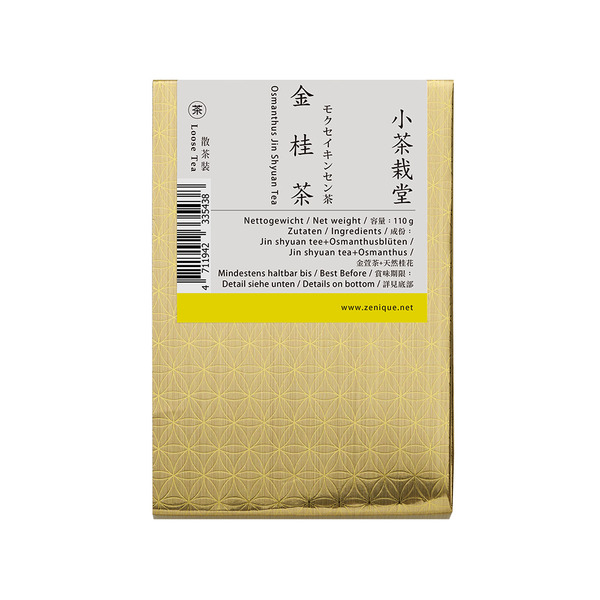 小茶栽堂
モクセイキンセン茶
金桂茶
Osmanthus Jin Shyuan Tea
茶
散茶裝
Loose Tea
4 711942 335438
Nettogewicht / Net weight / 容量：110 g
Zutaten / Ingredients / 成份：
Jin shyuan tee+Osmanthusblüten /
Jin shyuan tea+Osmanthus /
金萱茶+天然桂花
Mindestens haltbar bis / Best Before / 賞味期限：
Detail siehe unten / Details on bottom / 詳見底部
www.zenique.net